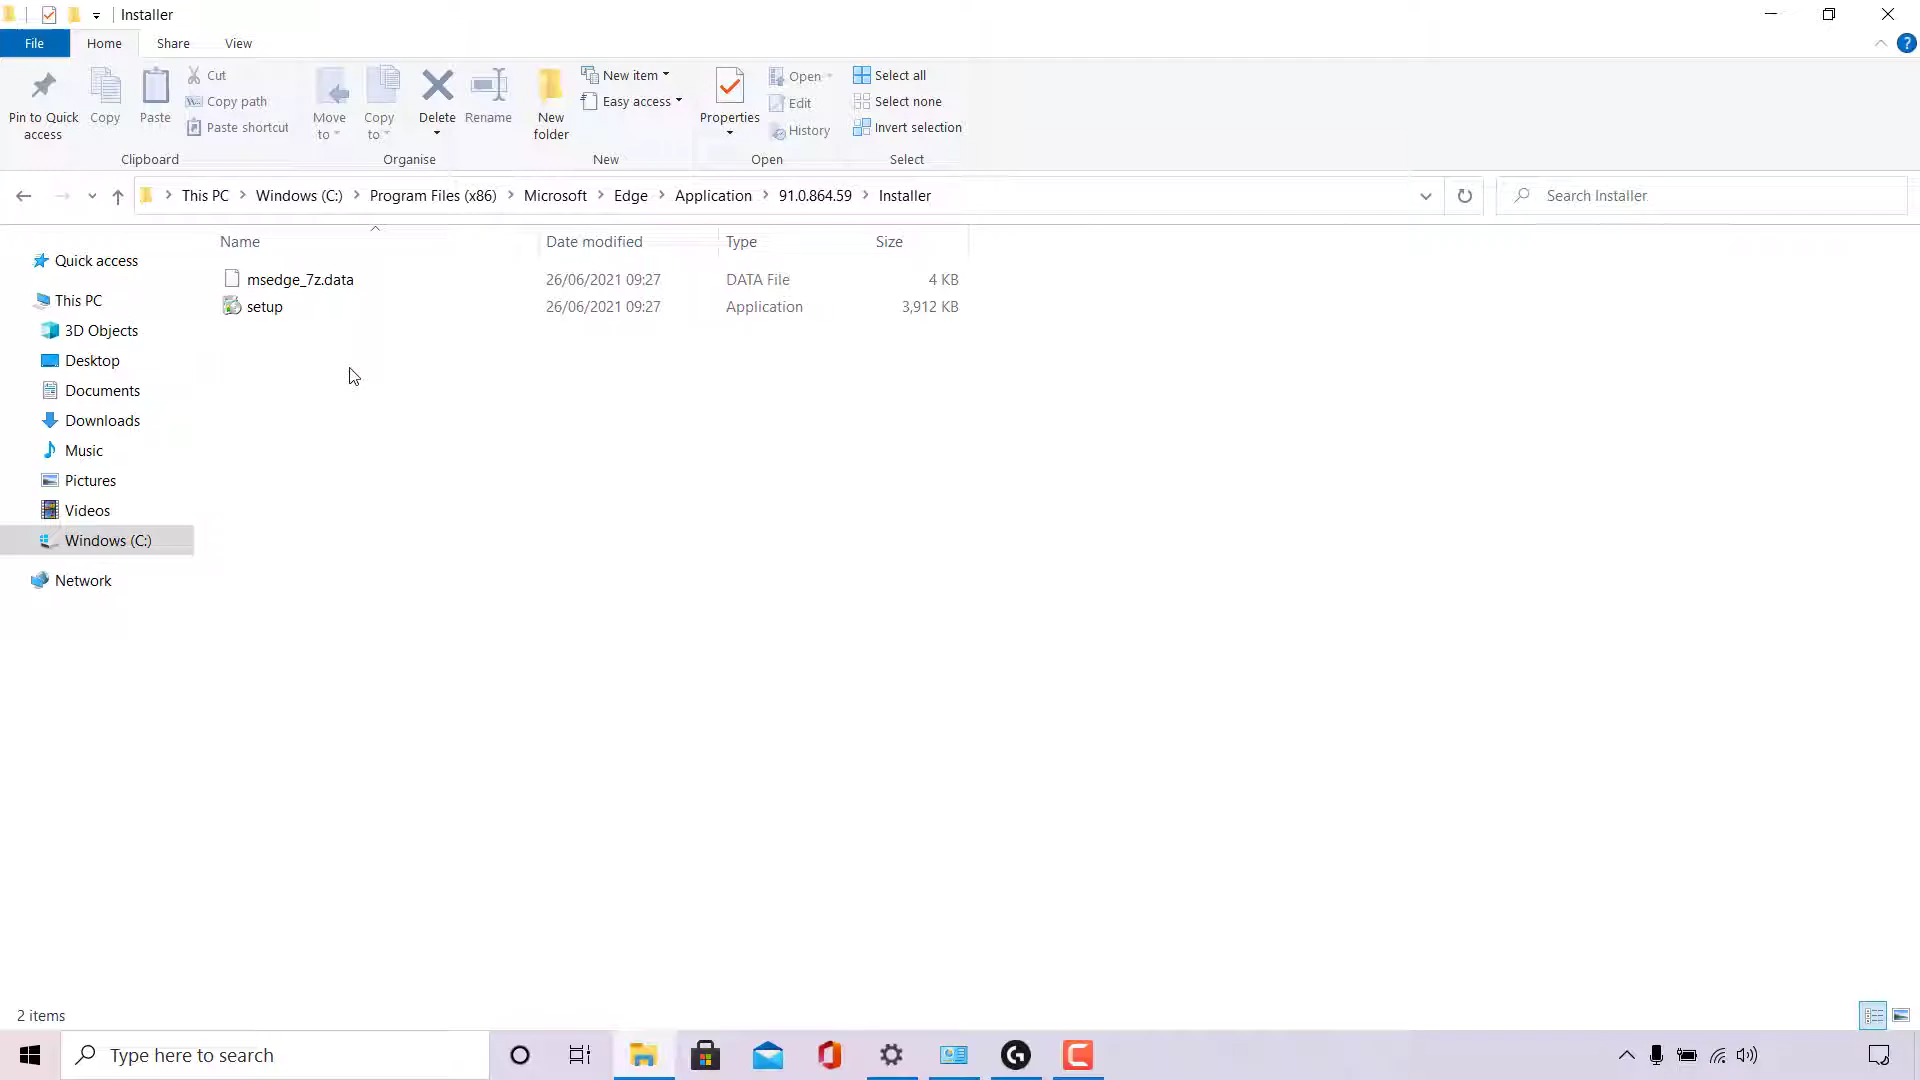 Installer
File Home Share View
Pin to Quick access
Copy
Paste
Cut
Copy path
Paste shortcut
Clipboard
Move to
Copy to
Delete
Rename
Organise
New folder
New item
Easy access
New
Properties
Open
Edit
History
Open
Select all
Select none
Invert selection
Select
This PC Windows (C:) Program Files (x86) Microsoft Edge Application 91.0.864.59 Installer
Search Installer
Name Date modified Type Size
msedge_7z.data 26/06/2021 09:27 DATA File 4 KB
setup 26/06/2021 09:27 Application 3,912 KB
Quick access
This PC
3D Objects
Desktop
Documents
Downloads
Music
Pictures
Videos
Windows (C:)
Network
2 items
Type here to search